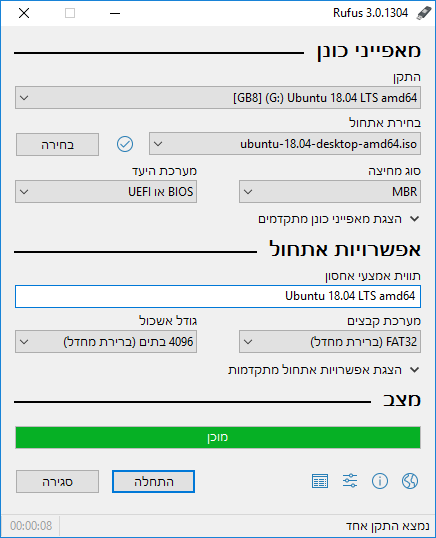 Rufus 3.0.1304
מאפייני כונן
התקן
[GB8] (G:) Ubuntu 18.04 LTS amd64
בחירת אתחול
ubuntu-18.04-desktop-amd64.iso
בחירה
סוג מחיצה
מערכת היעד
MBR
BIOS או UEFI
הצגת מאפייני כונן מתקדמים
אפשרויות אתחול
תווית אמצעי אחסון
Ubuntu 18.04 LTS amd64
מערכת קבצים
גודל אשכול
FAT32 (ברירת מחדל)
4096 בתים (ברירת מחדל)
הצגת אפשרויות אתחול מתקדמות
מצב
מוכן
התחלה
סגירה
נמצא התקן אחד
00:00:08